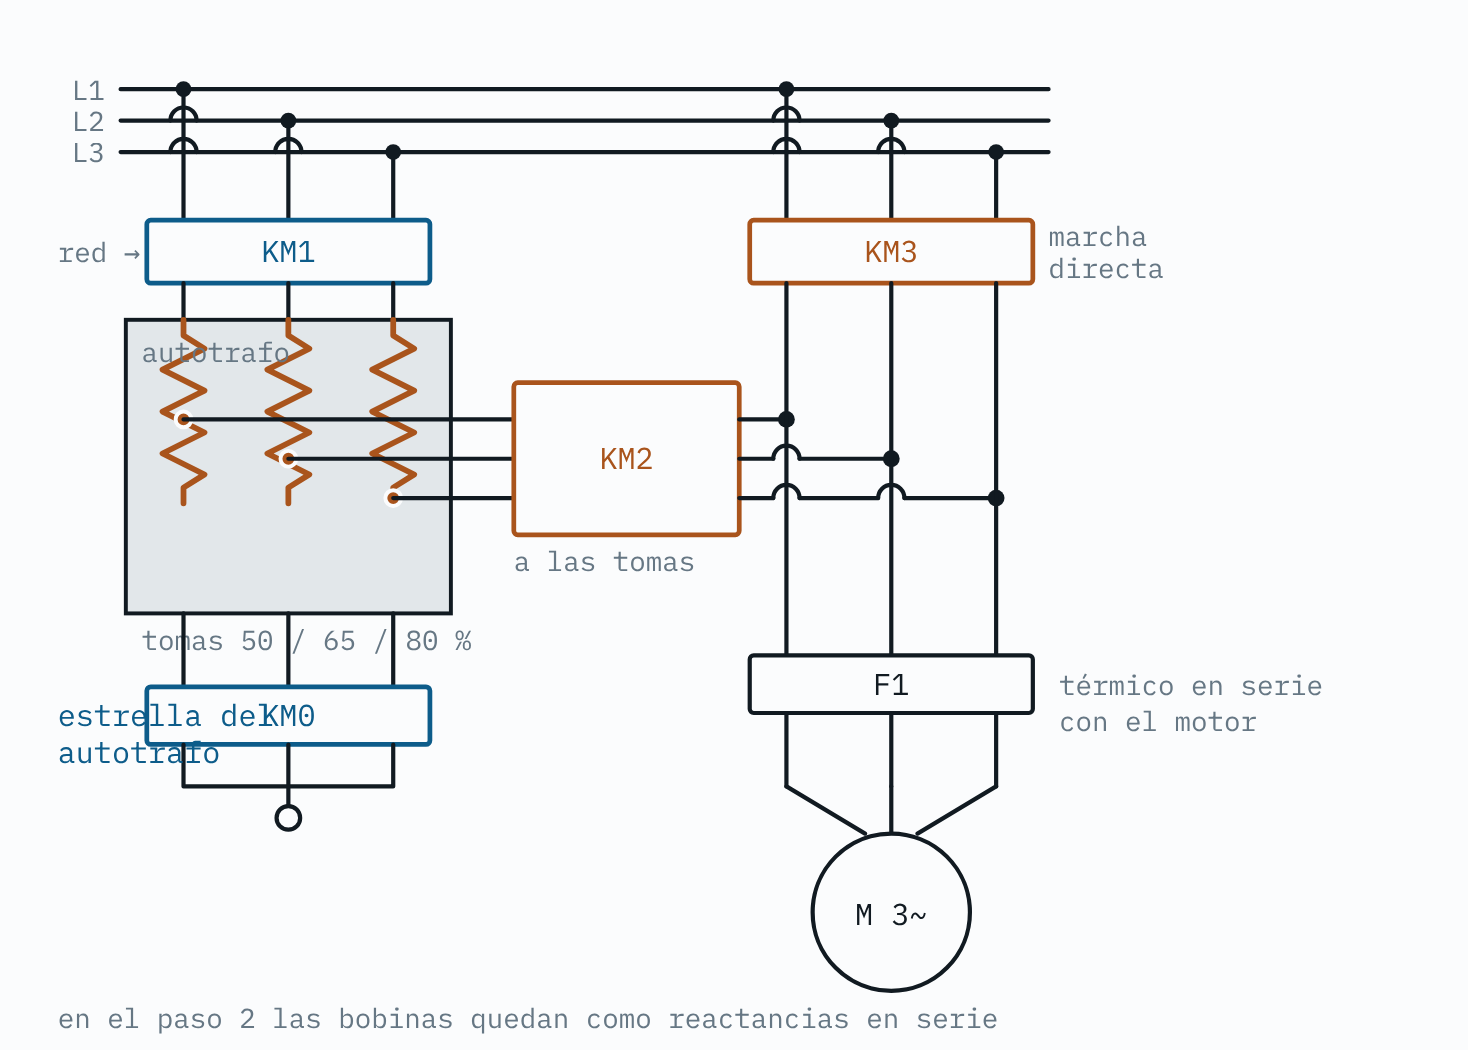 L1
L2
L3
red →
KM1
KM3
marcha
directa
autotrafo
KM2
a las tomas
tomas 50 / 65 / 80 %
estrella del
autotrafo
KM0
F1
térmico en serie
con el motor
M 3~
en el paso 2 las bobinas quedan como reactancias en serie